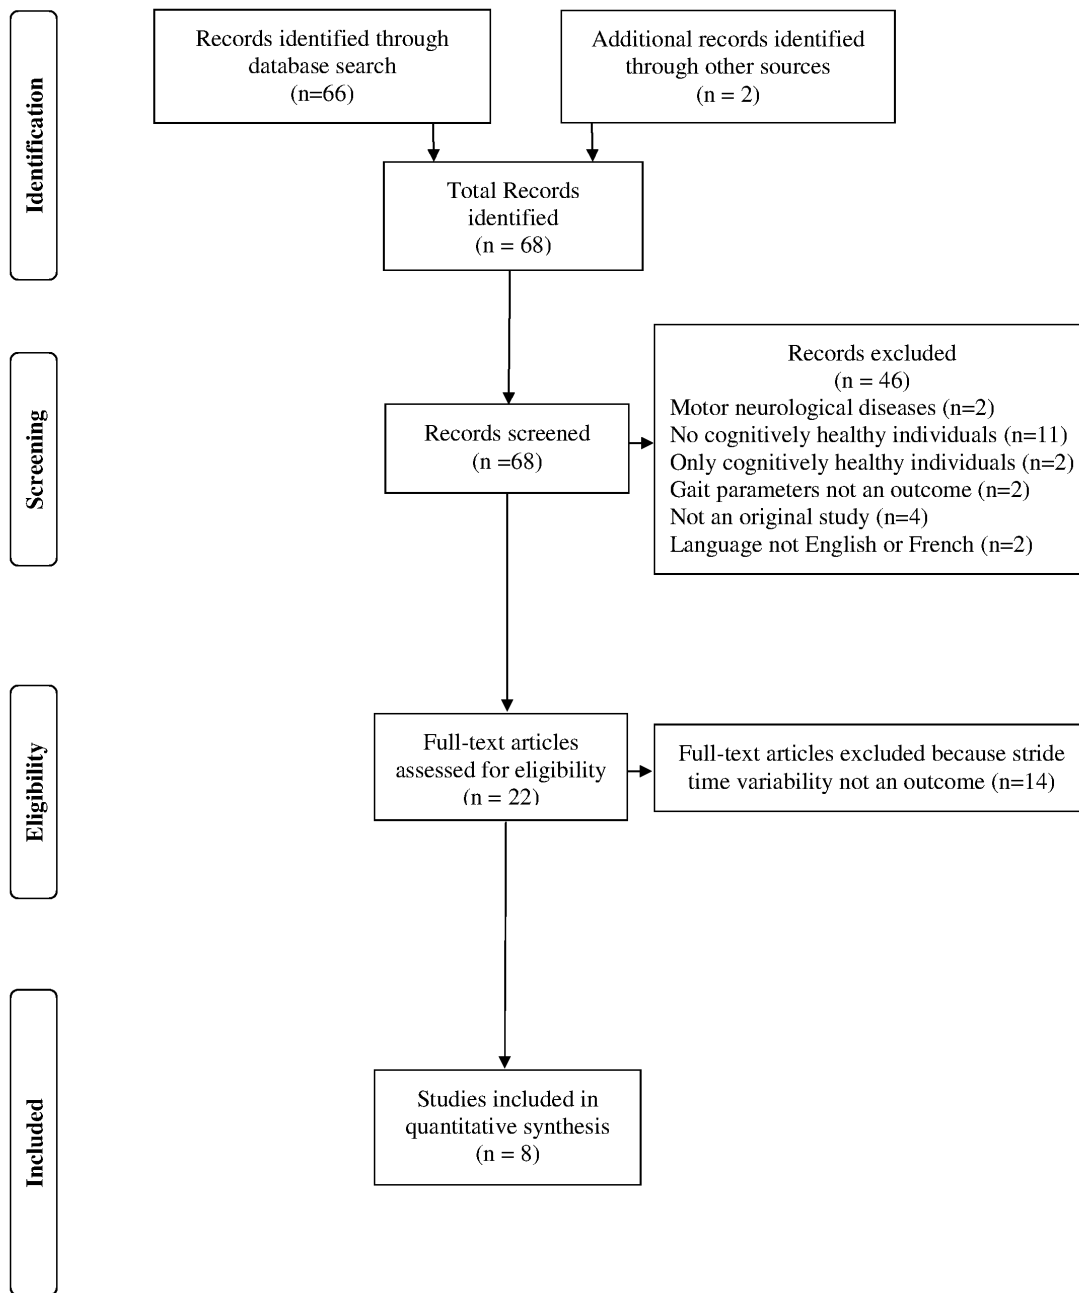 Identification
Records identified through
database search
(n=66)
Additional records identified
through other sources
(n = 2)
Total Records
identified
(n = 68)
Screening
Records screened
(n =68)
Records excluded
(n = 46)
Motor neurological diseases (n=2)
No cognitively healthy individuals (n=11)
Only cognitively healthy individuals (n=2)
Gait parameters not an outcome (n=2)
Not an original study (n=4)
Language not English or French (n=2)
Eligibility
Full-text articles
assessed for eligibility
(n = 22)
Full-text articles excluded because stride
time variability not an outcome (n=14)
Included
Studies included in
quantitative synthesis
(n = 8)